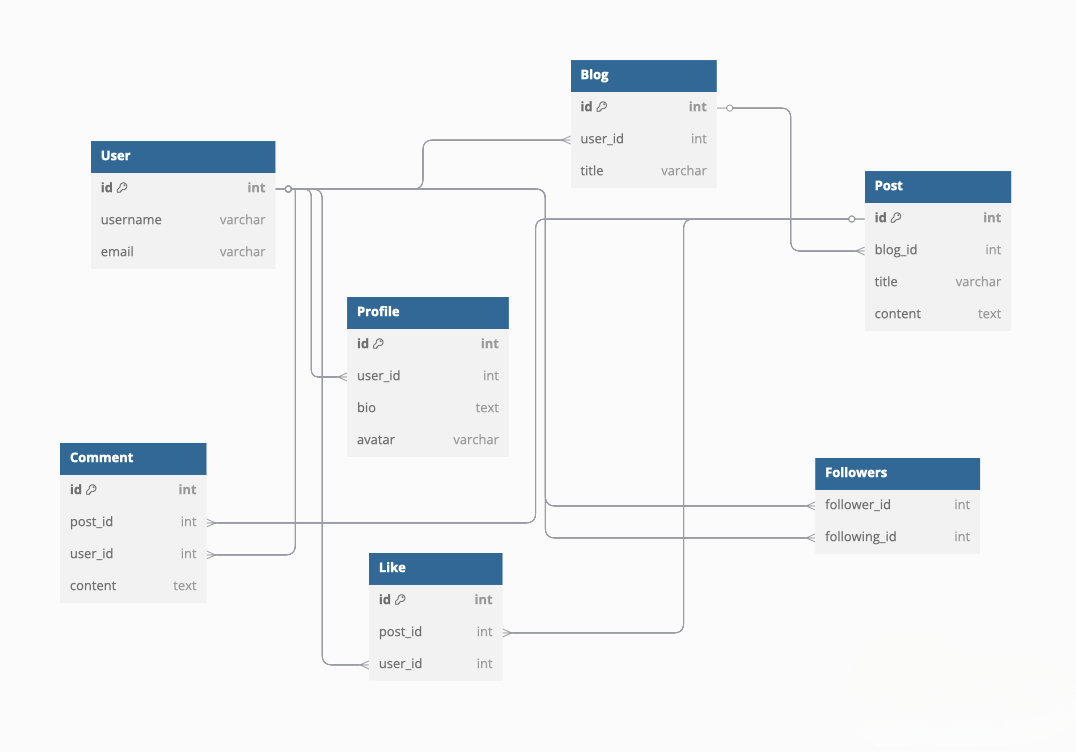 Blog
id int
user_id int
title varchar
User
id int
username varchar
email varchar
Post
id int
blog_id int
title varchar
content text
Profile
id int
user_id int
bio text
avatar varchar
Comment
id int
post_id int
user_id int
content text
Followers
follower_id int
following_id int
Like
id int
post_id int
user_id int